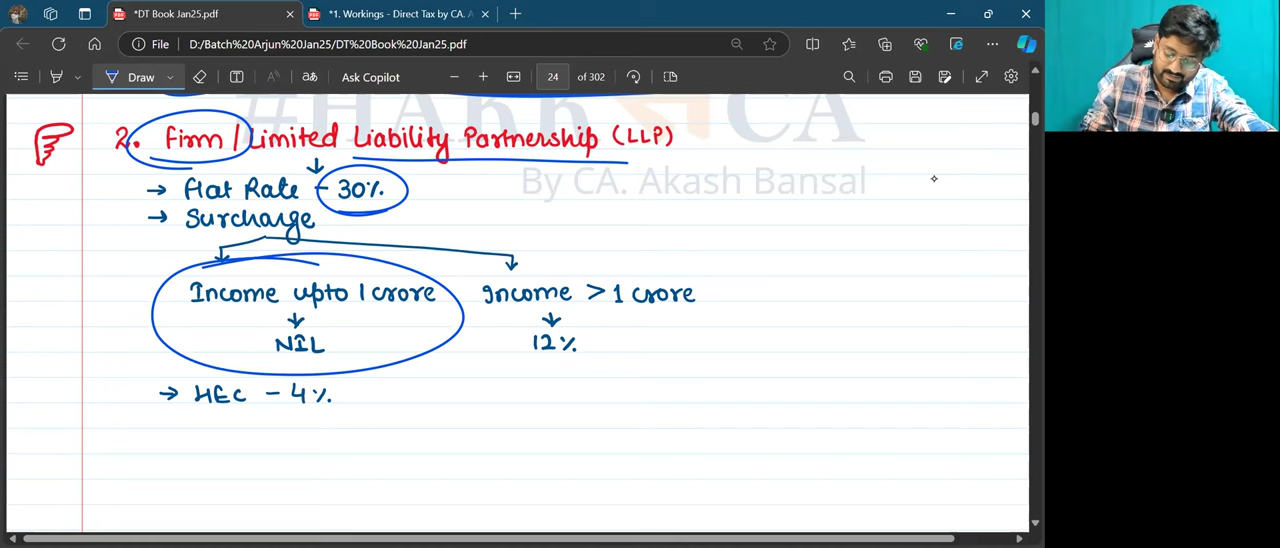 *DT Book Jan25.pdf
*1. Workings - Direct Tax by CA. A
File
D:/Batch%20Arjun%20Jan25/DT%20Book%20Jan25.pdf
Draw
Ask Copilot
24 of 302
#HARR CA
By CA. Akash Bansal
2. Firm / Limited Liability Partnership (LLP)
→ Flat Rate - 30%
→ Surcharge
Income upto 1 crore
Income > 1 crore
NIL
12%
→ HEC - 4%